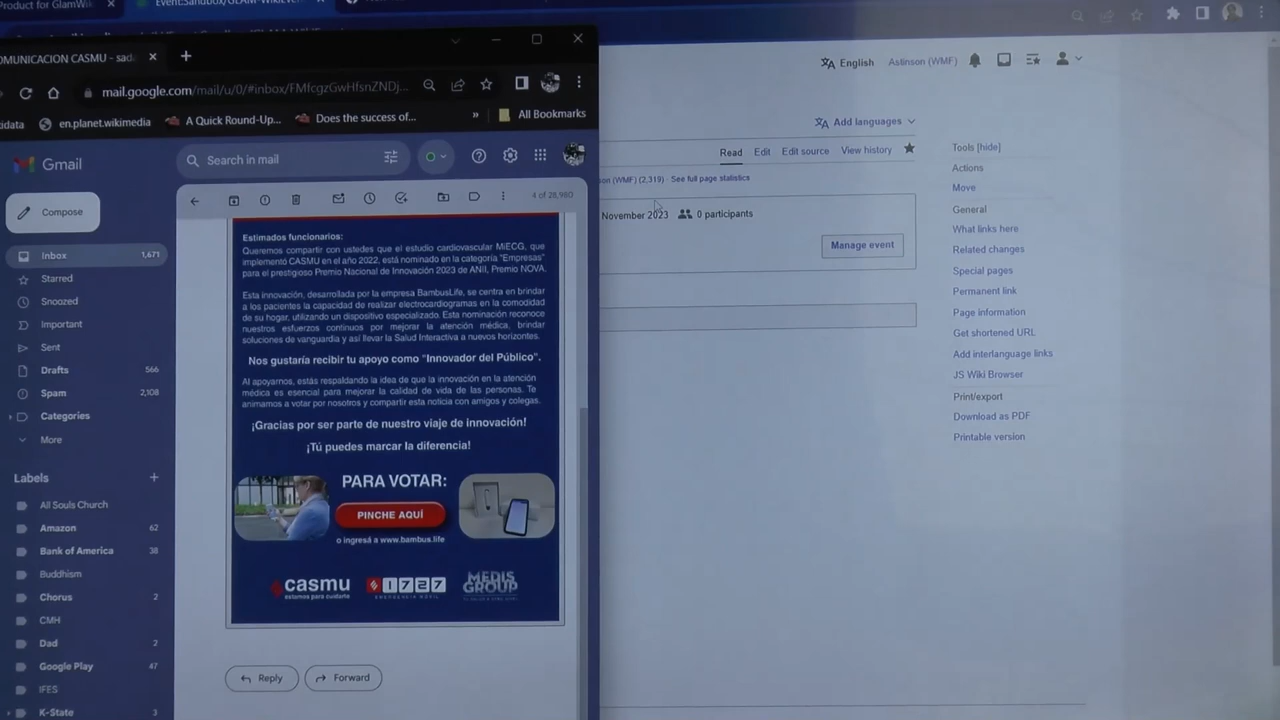 Product for GlamWiki
COMUNICACION CASMU - sada
mail.google.com/mail/u/0/#inbox/FMfcgzGwHfsnZNDj...
en.planet.wikimedia
A Quick Round-Up...
Does the success of...
»
All Bookmarks
Gmail
Search in mail
Compose
4 of 28,980
Inbox 1,671
Starred
Snoozed
Important
Sent
Drafts 566
Spam 2,108
Categories
More
Labels
All Souls Church
Amazon 62
Bank of America 38
Buddhism
Chorus 2
CMH
Dad 2
Google Play 47
IFES
K-State 3
Estimados funcionarios:
Queremos compartir con ustedes que el estudio cardiovascular MiECG, que
implementó CASMU en el año 2022, está nominado en la categoría "Empresas"
para el prestigioso Premio Nacional de Innovación 2023 de ANII, Premio NOVA.
Esta innovación, desarrollada por la empresa BambusLife, se centra en brindar
a los pacientes la capacidad de realizar electrocardiogramas en la comodidad
de su hogar, utilizando un dispositivo especializado. Esta nominación reconoce
nuestros esfuerzos continuos por mejorar la atención médica, brindar
soluciones de vanguardia y así llevar la Salud Interactiva a nuevos horizontes.
Nos gustaría recibir tu apoyo como "Innovador del Público".
Al apoyarnos, estás respaldando la idea de que la innovación en la atención
médica es esencial para mejorar la calidad de vida de las personas. Te
animamos a votar por nosotros y compartir esta noticia con amigos y colegas.
¡Gracias por ser parte de nuestro viaje de innovación!
¡Tú puedes marcar la diferencia!
PARA VOTAR:
PINCHE AQUÍ
o ingresá a www.bambus.life
casmu
estamos para cuidarte
1727
EMERGENCIA MÓVIL
MEDIS
GROUP
Reply
Forward
English
Astinson (WMF)
Add languages
Read
Edit
Edit source
View history
(WMF) (2,319) · See full page statistics
November 2023
0 participants
Manage event
Tools [hide]
Actions
Move
General
What links here
Related changes
Special pages
Permanent link
Page information
Get shortened URL
Add interlanguage links
JS Wiki Browser
Print/export
Download as PDF
Printable version